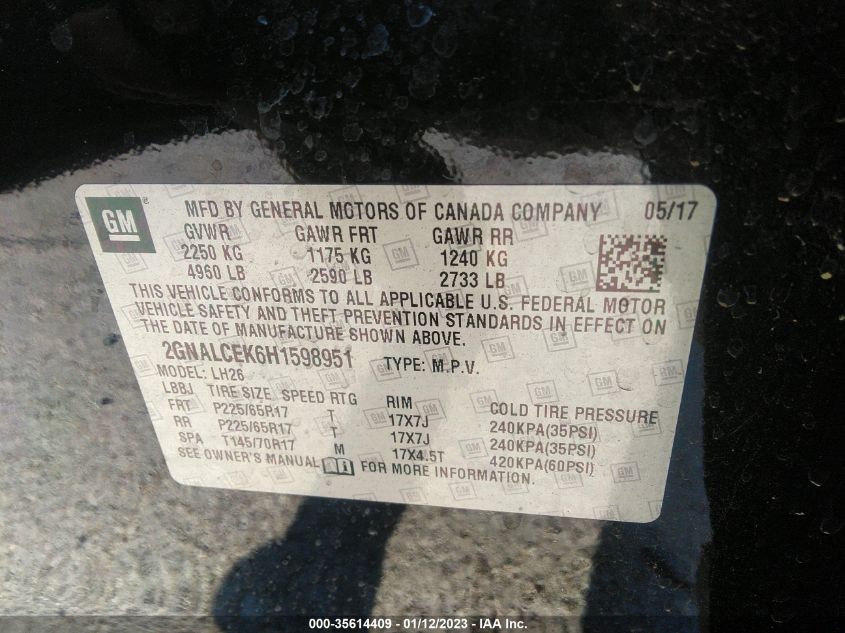 GM ® MFD BY GENERAL MOTORS OF CANADA COMPANY 05/17
GVWR GAWR FRT GAWR RR
2250 KG 1175 KG 1240 KG
4960 LB 2590 LB 2733 LB
THIS VEHICLE CONFORMS TO ALL APPLICABLE U.S. FEDERAL MOTOR
VEHICLE SAFETY AND THEFT PREVENTION STANDARDS IN EFFECT ON
THE DATE OF MANUFACTURE SHOWN ABOVE.
2GNALCEK6H1598951 TYPE: M.P.V.
MODEL: LH26
LBBJ TIRE SIZE SPEED RTG RIM COLD TIRE PRESSURE
FRT P225/65R17 T 17X7J 240KPA(35PSI)
RR P225/65R17 T 17X7J 240KPA(35PSI)
SPA T145/70R17 M 17X4.5T 420KPA(60PSI)
SEE OWNER'S MANUAL FOR MORE INFORMATION.
000-35614409 - 01/12/2023 - IAA Inc.